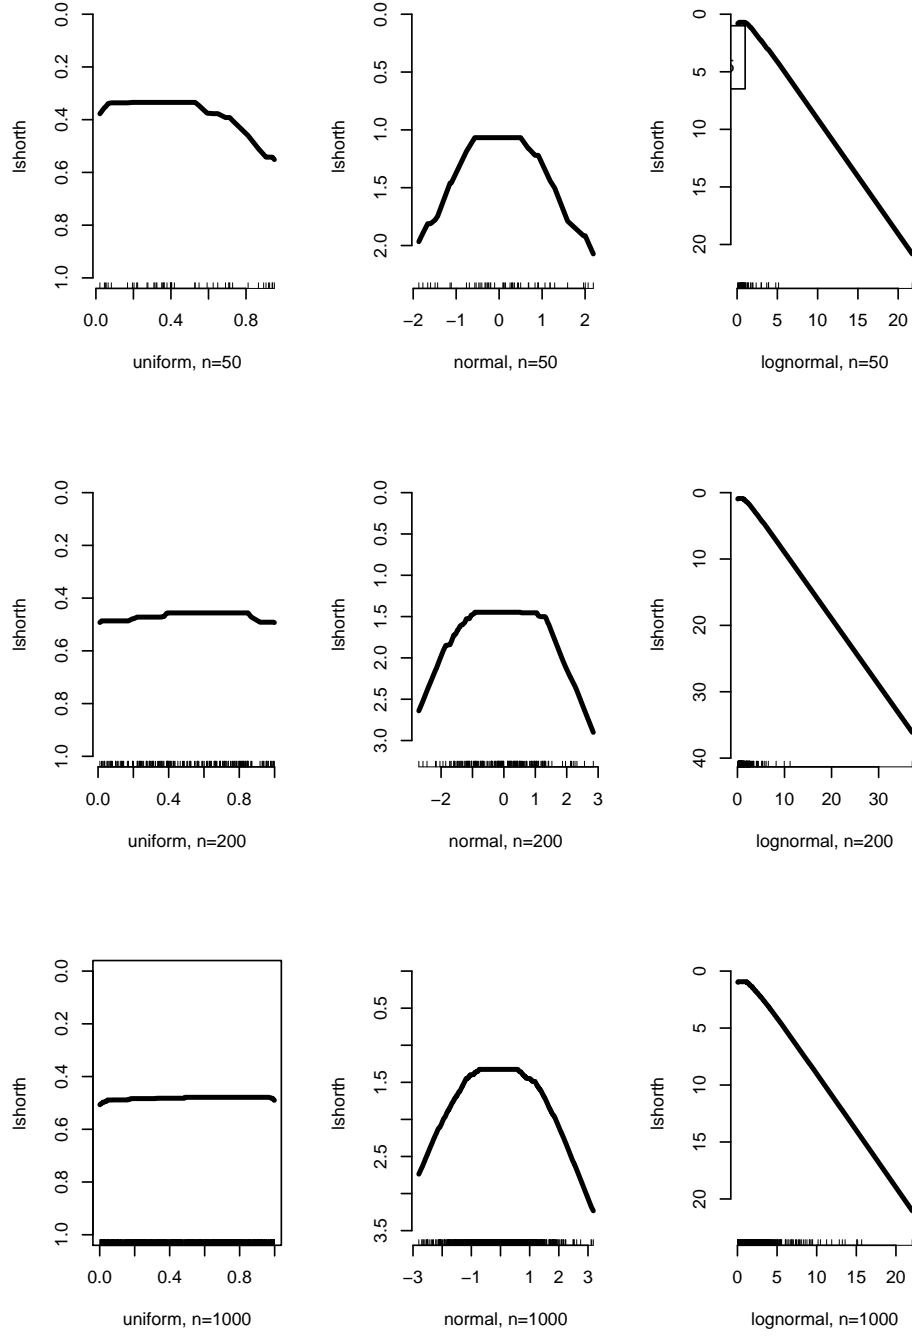 lshorth
0.0 0.2 0.4 0.6 0.8 1.0
0.0 0.4 0.8
uniform, n=50
lshorth
0.0 0.5 1.0 1.5 2.0
−2 −1 0 1 2
normal, n=50
lshorth
0 5 10 15 20
0 5 10 15 20
lognormal, n=50
lshorth
0.0 0.2 0.4 0.6 0.8 1.0
0.0 0.4 0.8
uniform, n=200
lshorth
0.0 0.5 1.0 1.5 2.0 2.5 3.0
−2 0 1 2 3
normal, n=200
lshorth
0 10 20 30 40
0 10 20 30
lognormal, n=200
lshorth
0.0 0.2 0.4 0.6 0.8 1.0
0.0 0.4 0.8
uniform, n=1000
lshorth
0.5 1.5 2.5 3.5
−3 −1 0 1 2 3
normal, n=1000
lshorth
0 5 10 15 20
0 5 10 15 20
lognormal, n=1000